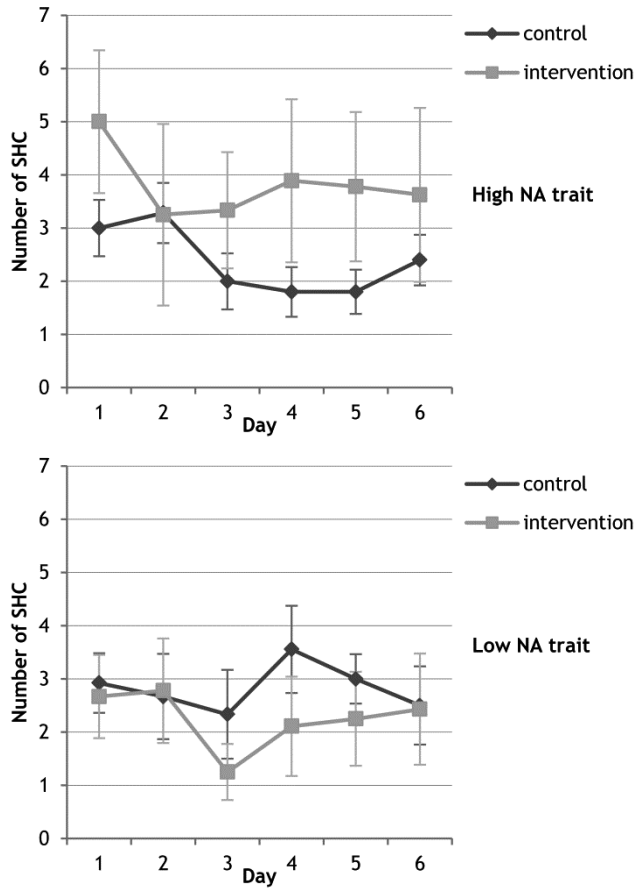 7
6
5
4
3
2
1
0
Number of SHC
1 2 3 4 5 6
Day
control
intervention
High NA trait
7
6
5
4
3
2
1
0
Number of SHC
1 2 3 4 5 6
Day
control
intervention
Low NA trait